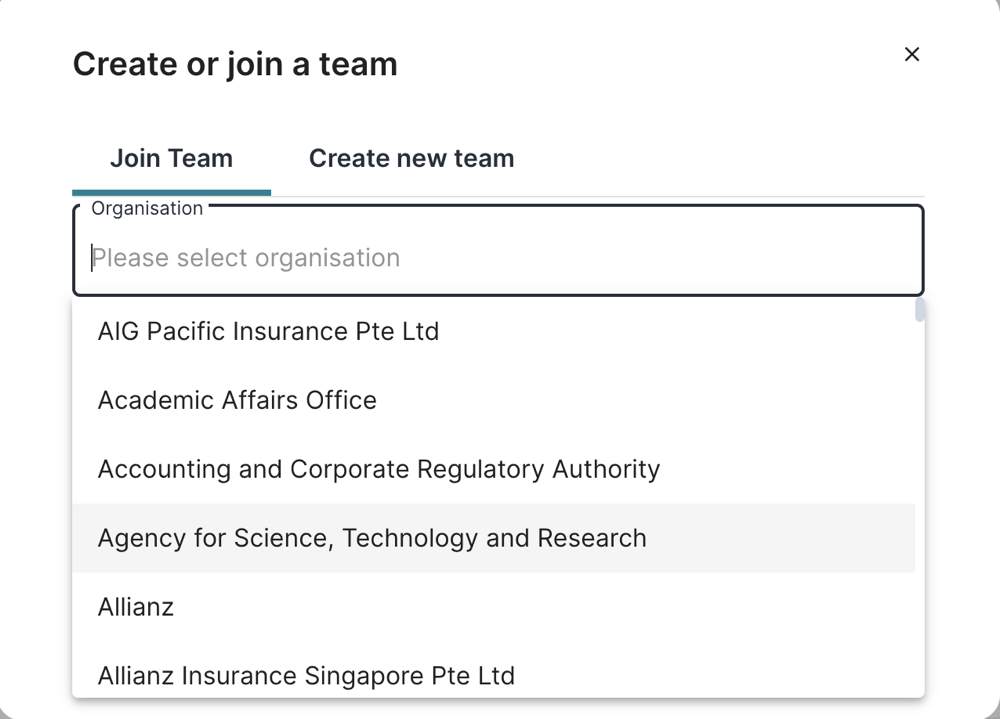 Create or join a team
Join Team
Create new team
Organisation
Please select organisation
AIG Pacific Insurance Pte Ltd
Academic Affairs Office
Accounting and Corporate Regulatory Authority
Agency for Science, Technology and Research
Allianz
Allianz Insurance Singapore Pte Ltd